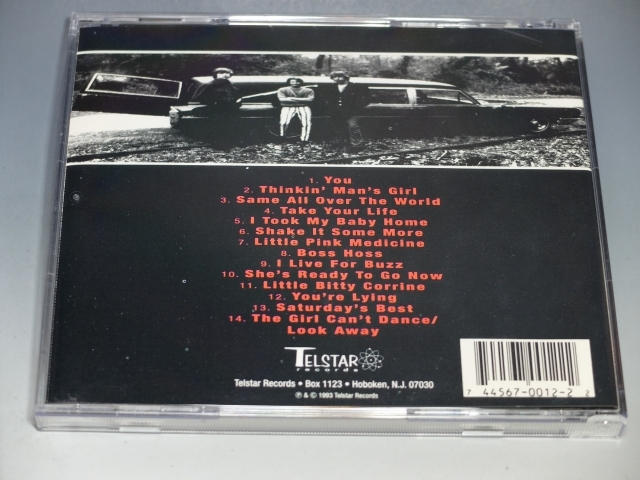 1. You
2. Thinkin' Man's Girl
3. Same All Over The World
4. Take Your Life
5. I Took My Baby Home
6. Shake It Some More
7. Little Pink Medicine
8. Boss Hoss
9. I Live For Buzz
10. She's Ready To Go Now
11. Little Bitty Corrine
12. You're Lying
13. Saturday's Best
14. The Girl Can't Dance/
Look Away
TELSTAR
records
Telstar Records • Box 1123 • Hoboken, N.J. 07030
℗ & © 1993 Telstar Records
7 44567-0012-2 2